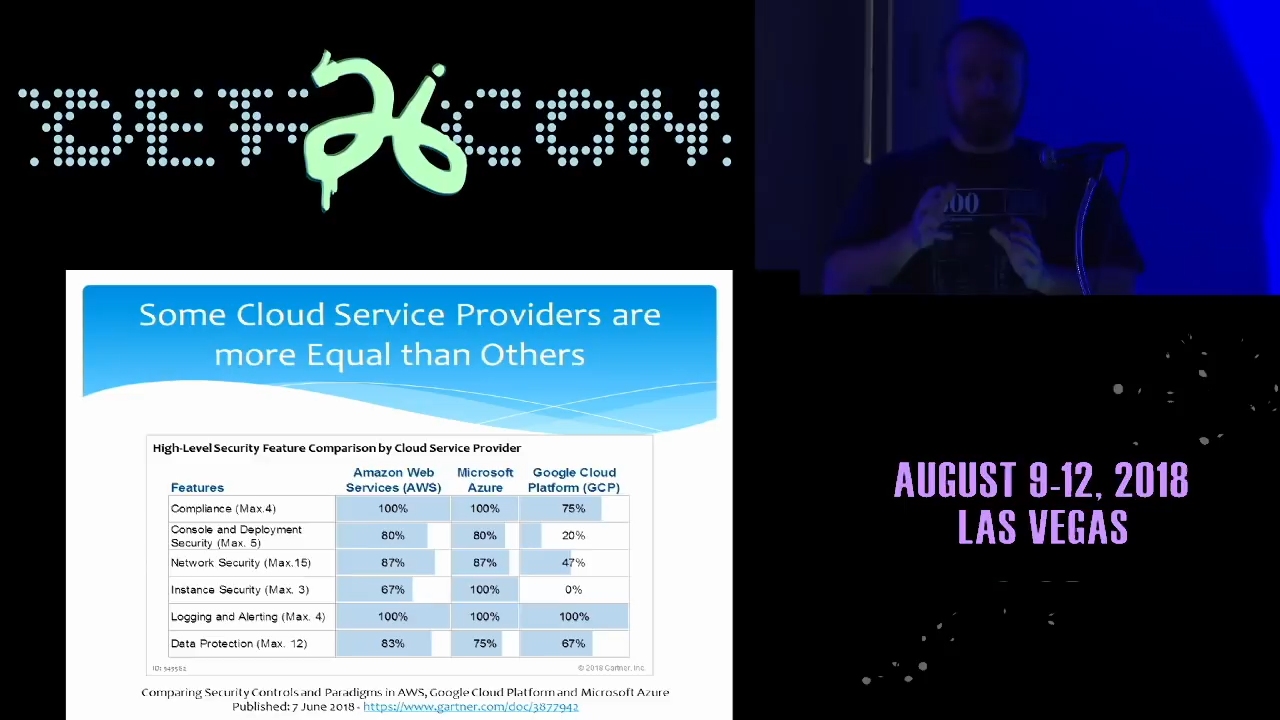 DEF 26 CON
Some Cloud Service Providers are
more Equal than Others
High-Level Security Feature Comparison by Cloud Service Provider
Features
Amazon Web
Services (AWS)
Microsoft
Azure
Google Cloud
Platform (GCP)
Compliance (Max.4) 100% 100% 75%
Console and Deployment
Security (Max. 5) 80% 80% 20%
Network Security (Max.15) 87% 87% 47%
Instance Security (Max. 3) 67% 100% 0%
Logging and Alerting (Max. 4) 100% 100% 100%
Data Protection (Max. 12) 83% 75% 67%
© 2018 Gartner, Inc.
Comparing Security Controls and Paradigms in AWS, Google Cloud Platform and Microsoft Azure
Published: 7 June 2018 - https://www.gartner.com/doc/3877942
AUGUST 9-12, 2018
LAS VEGAS